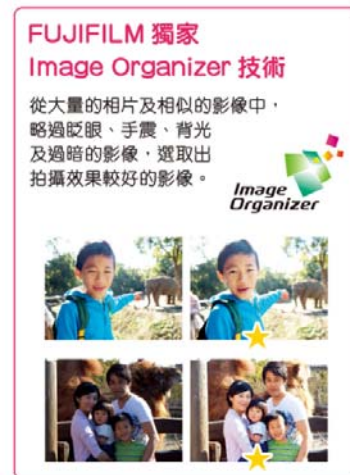 FUJIFILM 獨家
Image Organizer 技術
從大量的相片及相似的影像中，
略過眨眼、手震、背光
及過暗的影像，選取出
拍攝效果較好的影像。
Image
Organizer